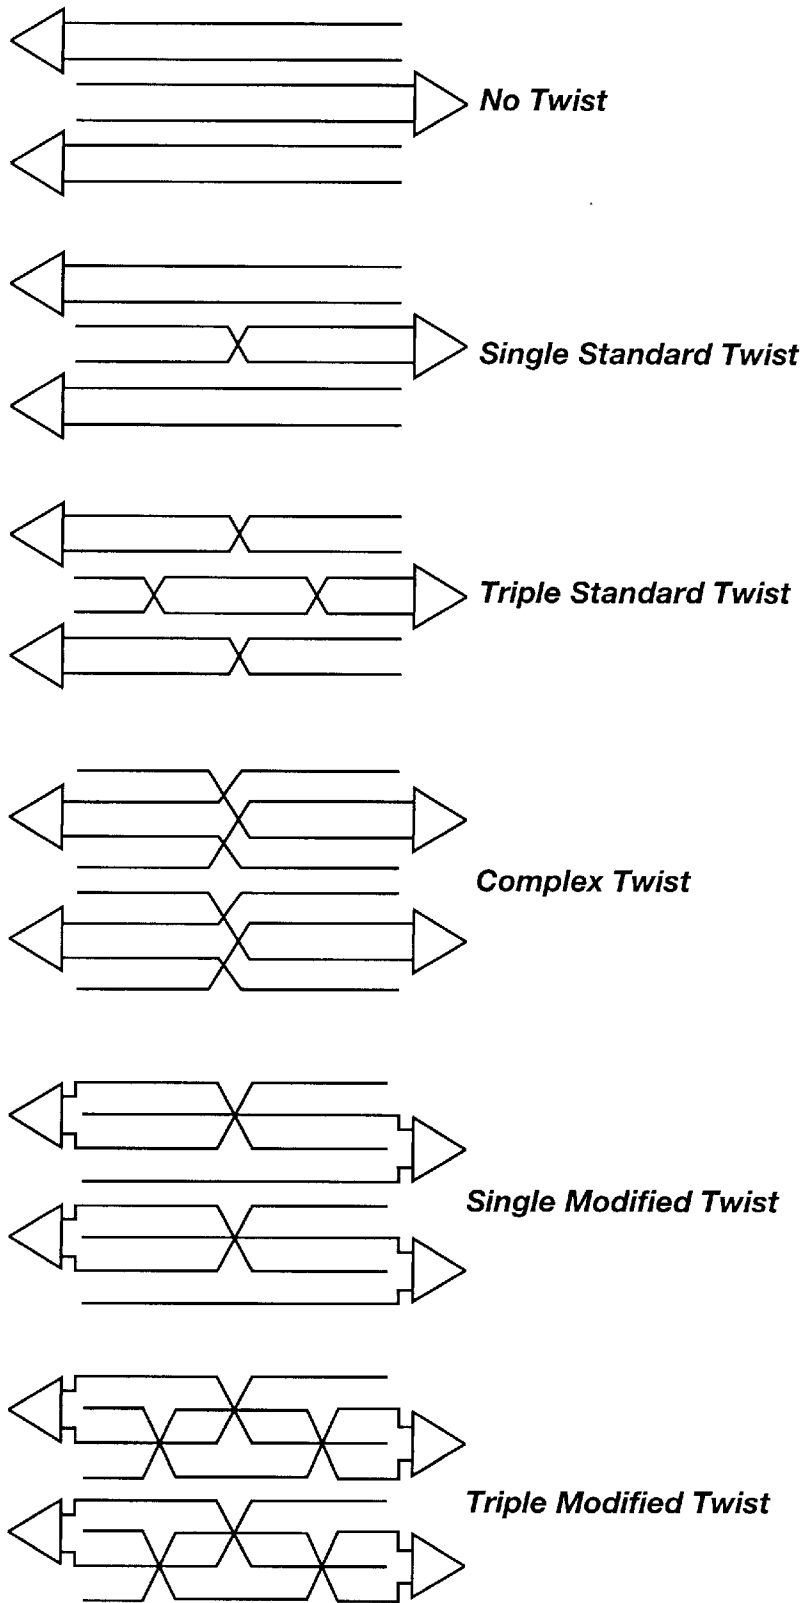 No Twist
Single Standard Twist
Triple Standard Twist
Complex Twist
Single Modified Twist
Triple Modified Twist